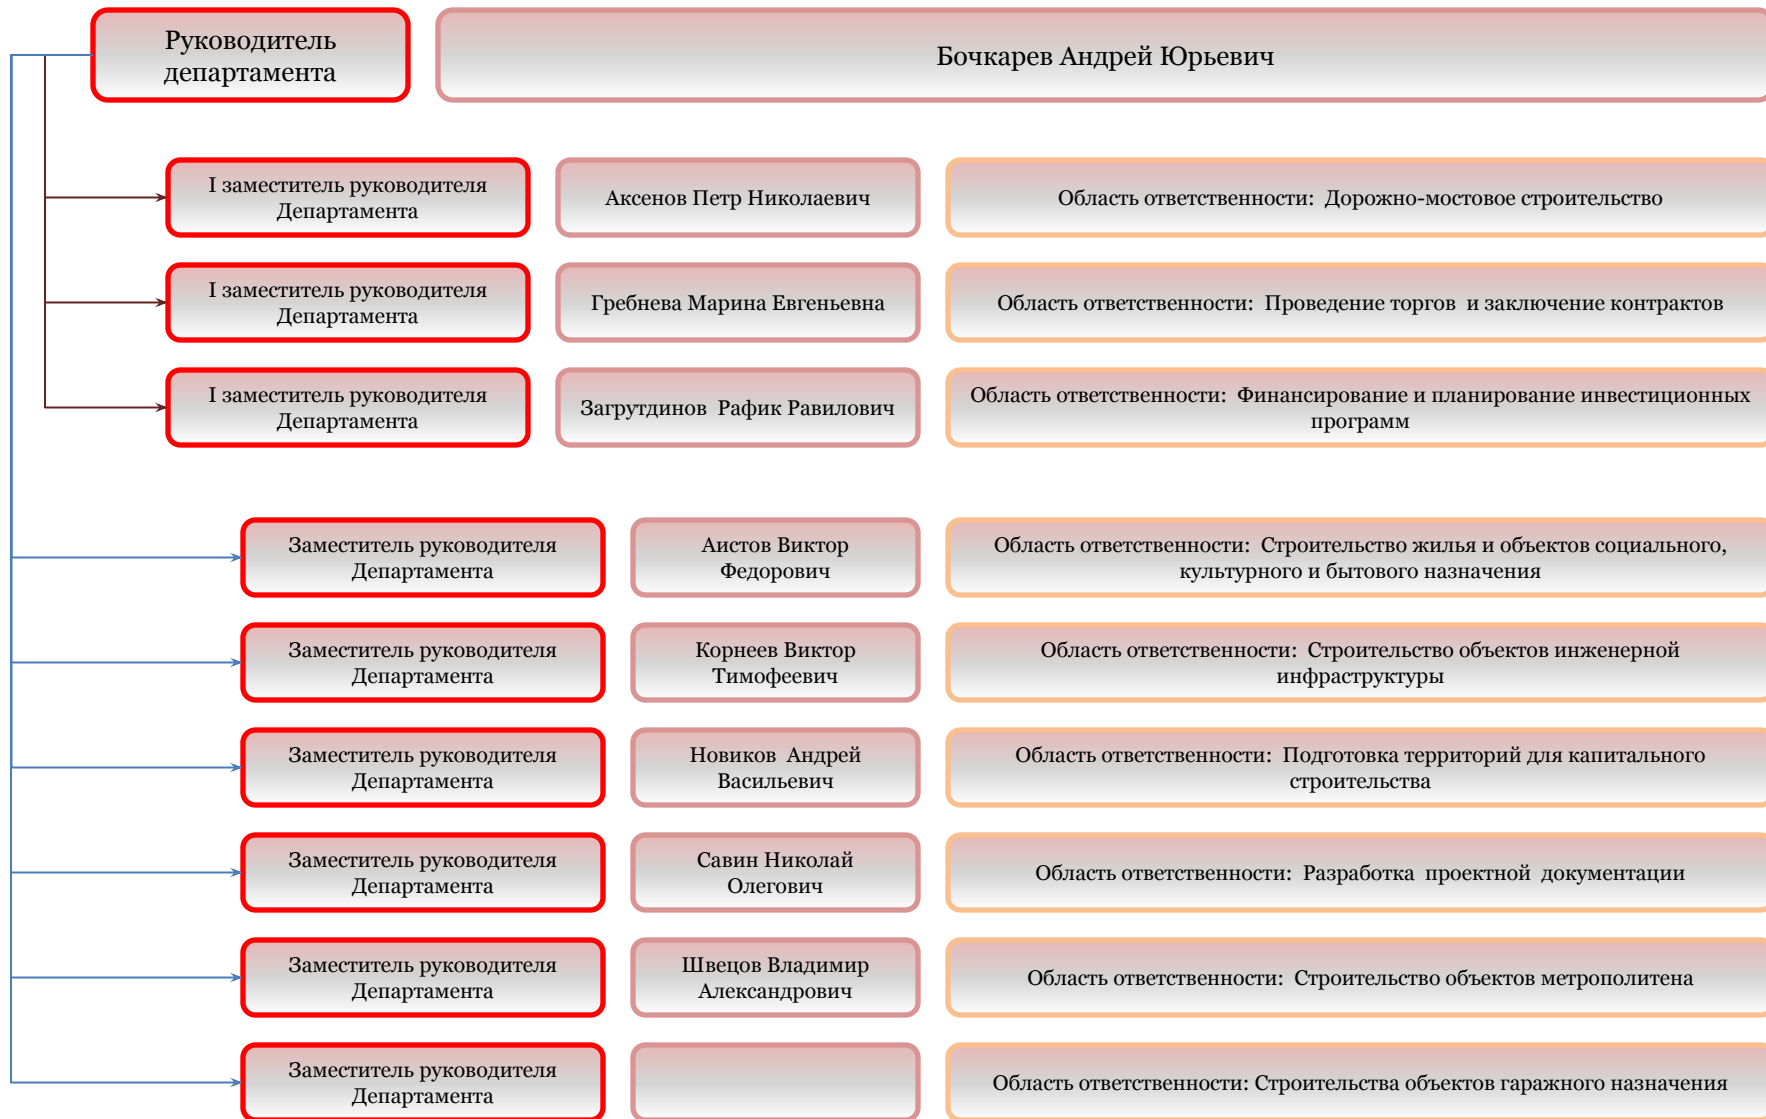 Руководитель
департамента
Бочкарев Андрей Юрьевич
I заместитель руководителя
Департамента
Аксенов Петр Николаевич
Область ответственности:  Дорожно-мостовое строительство
I заместитель руководителя
Департамента
Гребнева Марина Евгеньевна
Область ответственности:  Проведение торгов  и заключение контрактов
I заместитель руководителя
Департамента
Загрутдинов  Рафик Равилович
Область ответственности:  Финансирование и планирование инвестиционных
программ
Заместитель руководителя
Департамента
Аистов Виктор
Федорович
Область ответственности:  Строительство жилья и объектов социального,
культурного и бытового назначения
Заместитель руководителя
Департамента
Корнеев Виктор
Тимофеевич
Область ответственности:  Строительство объектов инженерной
инфраструктуры
Заместитель руководителя
Департамента
Новиков  Андрей
Васильевич
Область ответственности:  Подготовка территорий для капитального
строительства
Заместитель руководителя
Департамента
Савин Николай
Олегович
Область ответственности:  Разработка  проектной  документации
Заместитель руководителя
Департамента
Швецов Владимир
Александрович
Область ответственности:  Строительство объектов метрополитена
Заместитель руководителя
Департамента
Область ответственности: Строительства объектов гаражного назначения